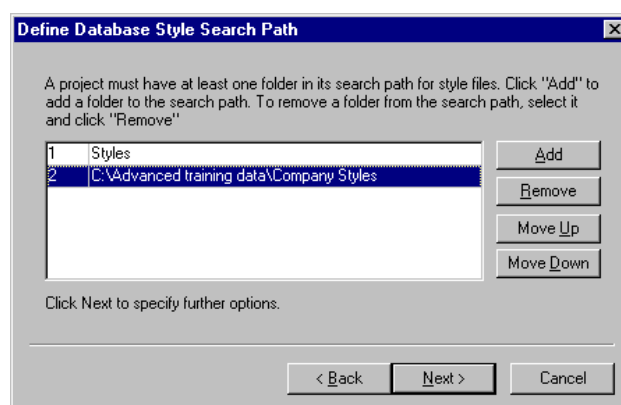 Define Database Style Search Path
A project must have at least one folder in its search path for style files. Click "Add" to
add a folder to the search path. To remove a folder from the search path, select it
and click "Remove"
1 Styles
2 C:\Advanced training data\Company Styles
Add
Remove
Move Up
Move Down
Click Next to specify further options.
< Back
Next >
Cancel